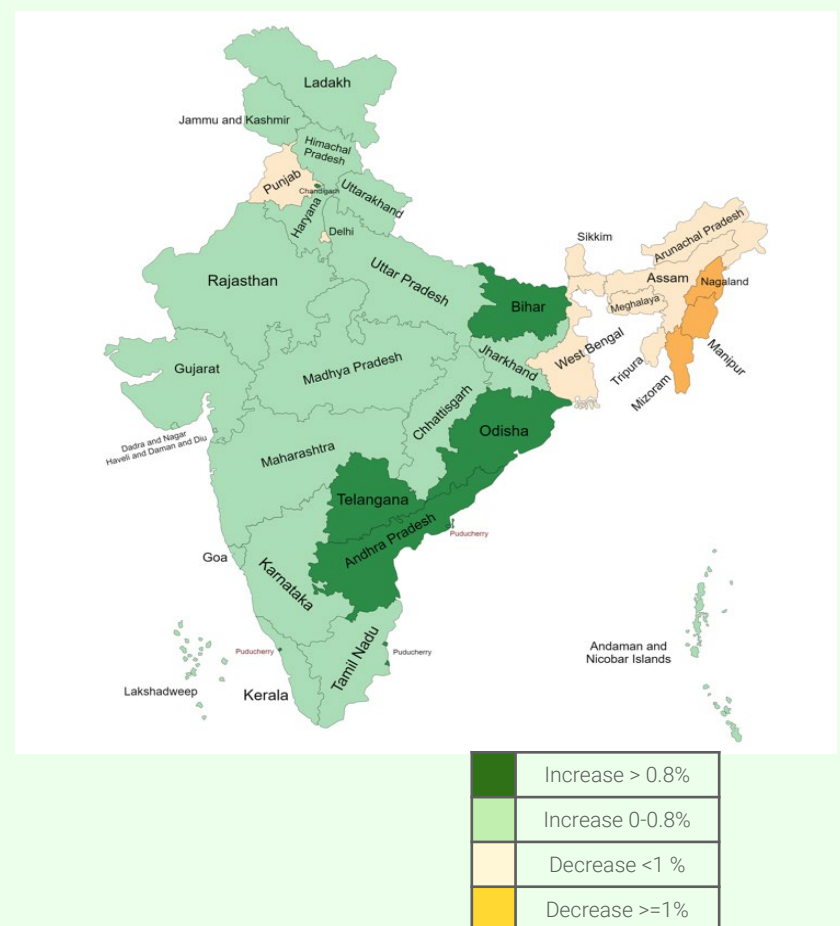 Ladakh
Jammu and Kashmir
Himachal
Pradesh
Punjab
Chandigarh
Uttarakhand
Haryana
Delhi
Sikkim
Arunachal Pradesh
Assam
Nagaland
Meghalaya
Manipur
Tripura
Mizoram
Rajasthan
Uttar Pradesh
Bihar
West Bengal
Jharkhand
Gujarat
Madhya Pradesh
Chhattisgarh
Odisha
Dadra and Nagar
Haveli and Daman and Diu
Maharashtra
Telangana
Andhra Pradesh
Puducherry
Goa
Karnataka
Puducherry
Tamil Nadu
Puducherry
Lakshadweep
Kerala
Andaman and
Nicobar Islands
Increase > 0.8%
Increase 0-0.8%
Decrease <1 %
Decrease >=1%